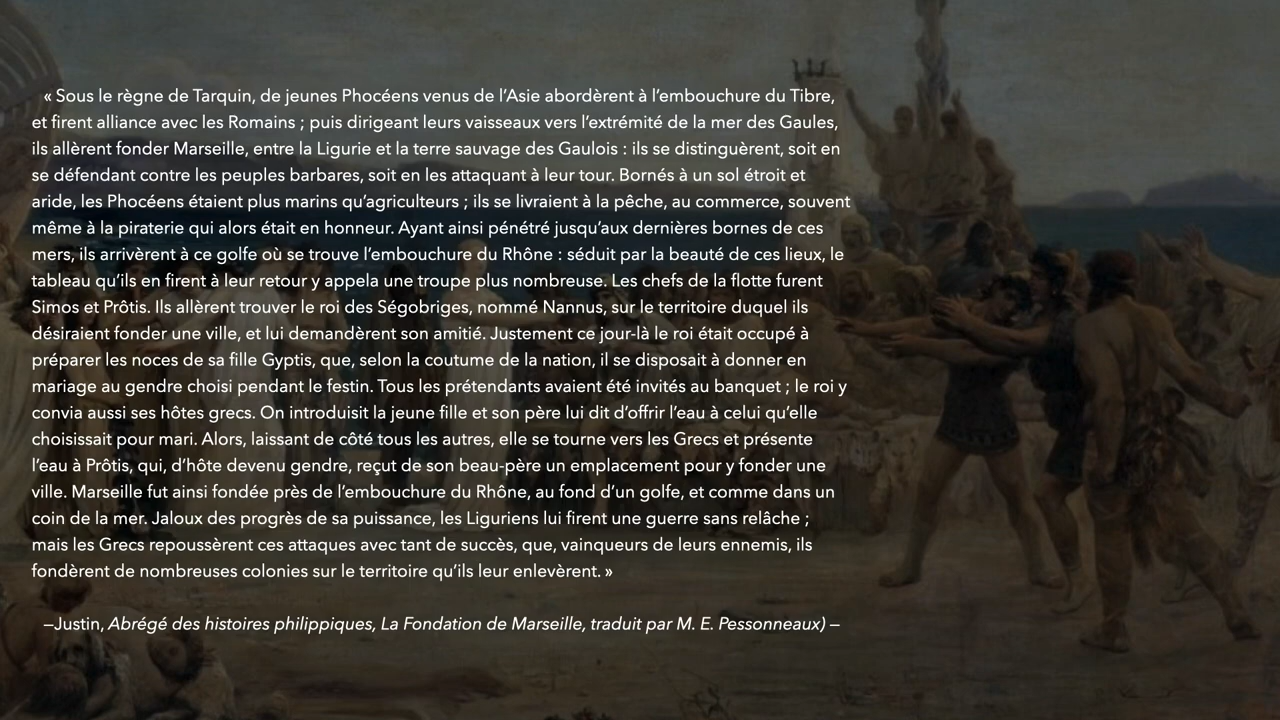 « Sous le règne de Tarquin, de jeunes Phocéens venus de l’Asie abordèrent à l’embouchure du Tibre,
et firent alliance avec les Romains ; puis dirigeant leurs vaisseaux vers l’extrémité de la mer des Gaules,
ils allèrent fonder Marseille, entre la Ligurie et la terre sauvage des Gaulois : ils se distinguèrent, soit en
se défendant contre les peuples barbares, soit en les attaquant à leur tour. Bornés à un sol étroit et
aride, les Phocéens étaient plus marins qu’agriculteurs ; ils se livraient à la pêche, au commerce, souvent
même à la piraterie qui alors était en honneur. Ayant ainsi pénétré jusqu’aux dernières bornes de ces
mers, ils arrivèrent à ce golfe où se trouve l’embouchure du Rhône : séduit par la beauté de ces lieux, le
tableau qu’ils en firent à leur retour y appela une troupe plus nombreuse. Les chefs de la flotte furent
Simos et Prôtis. Ils allèrent trouver le roi des Ségobriges, nommé Nannus, sur le territoire duquel ils
désiraient fonder une ville, et lui demandèrent son amitié. Justement ce jour-là le roi était occupé à
préparer les noces de sa fille Gyptis, que, selon la coutume de la nation, il se disposait à donner en
mariage au gendre choisi pendant le festin. Tous les prétendants avaient été invités au banquet ; le roi y
convia aussi ses hôtes grecs. On introduisit la jeune fille et son père lui dit d’offrir l’eau à celui qu’elle
choisissait pour mari. Alors, laissant de côté tous les autres, elle se tourne vers les Grecs et présente
l’eau à Prôtis, qui, d’hôte devenu gendre, reçut de son beau-père un emplacement pour y fonder une
ville. Marseille fut ainsi fondée près de l’embouchure du Rhône, au fond d’un golfe, et comme dans un
coin de la mer. Jaloux des progrès de sa puissance, les Liguriens lui firent une guerre sans relâche ;
mais les Grecs repoussèrent ces attaques avec tant de succès, que, vainqueurs de leurs ennemis, ils
fondèrent de nombreuses colonies sur le territoire qu’ils leur enlevèrent. »
—Justin, Abrégé des histoires philippiques, La Fondation de Marseille, traduit par M. E. Pessonneaux) —